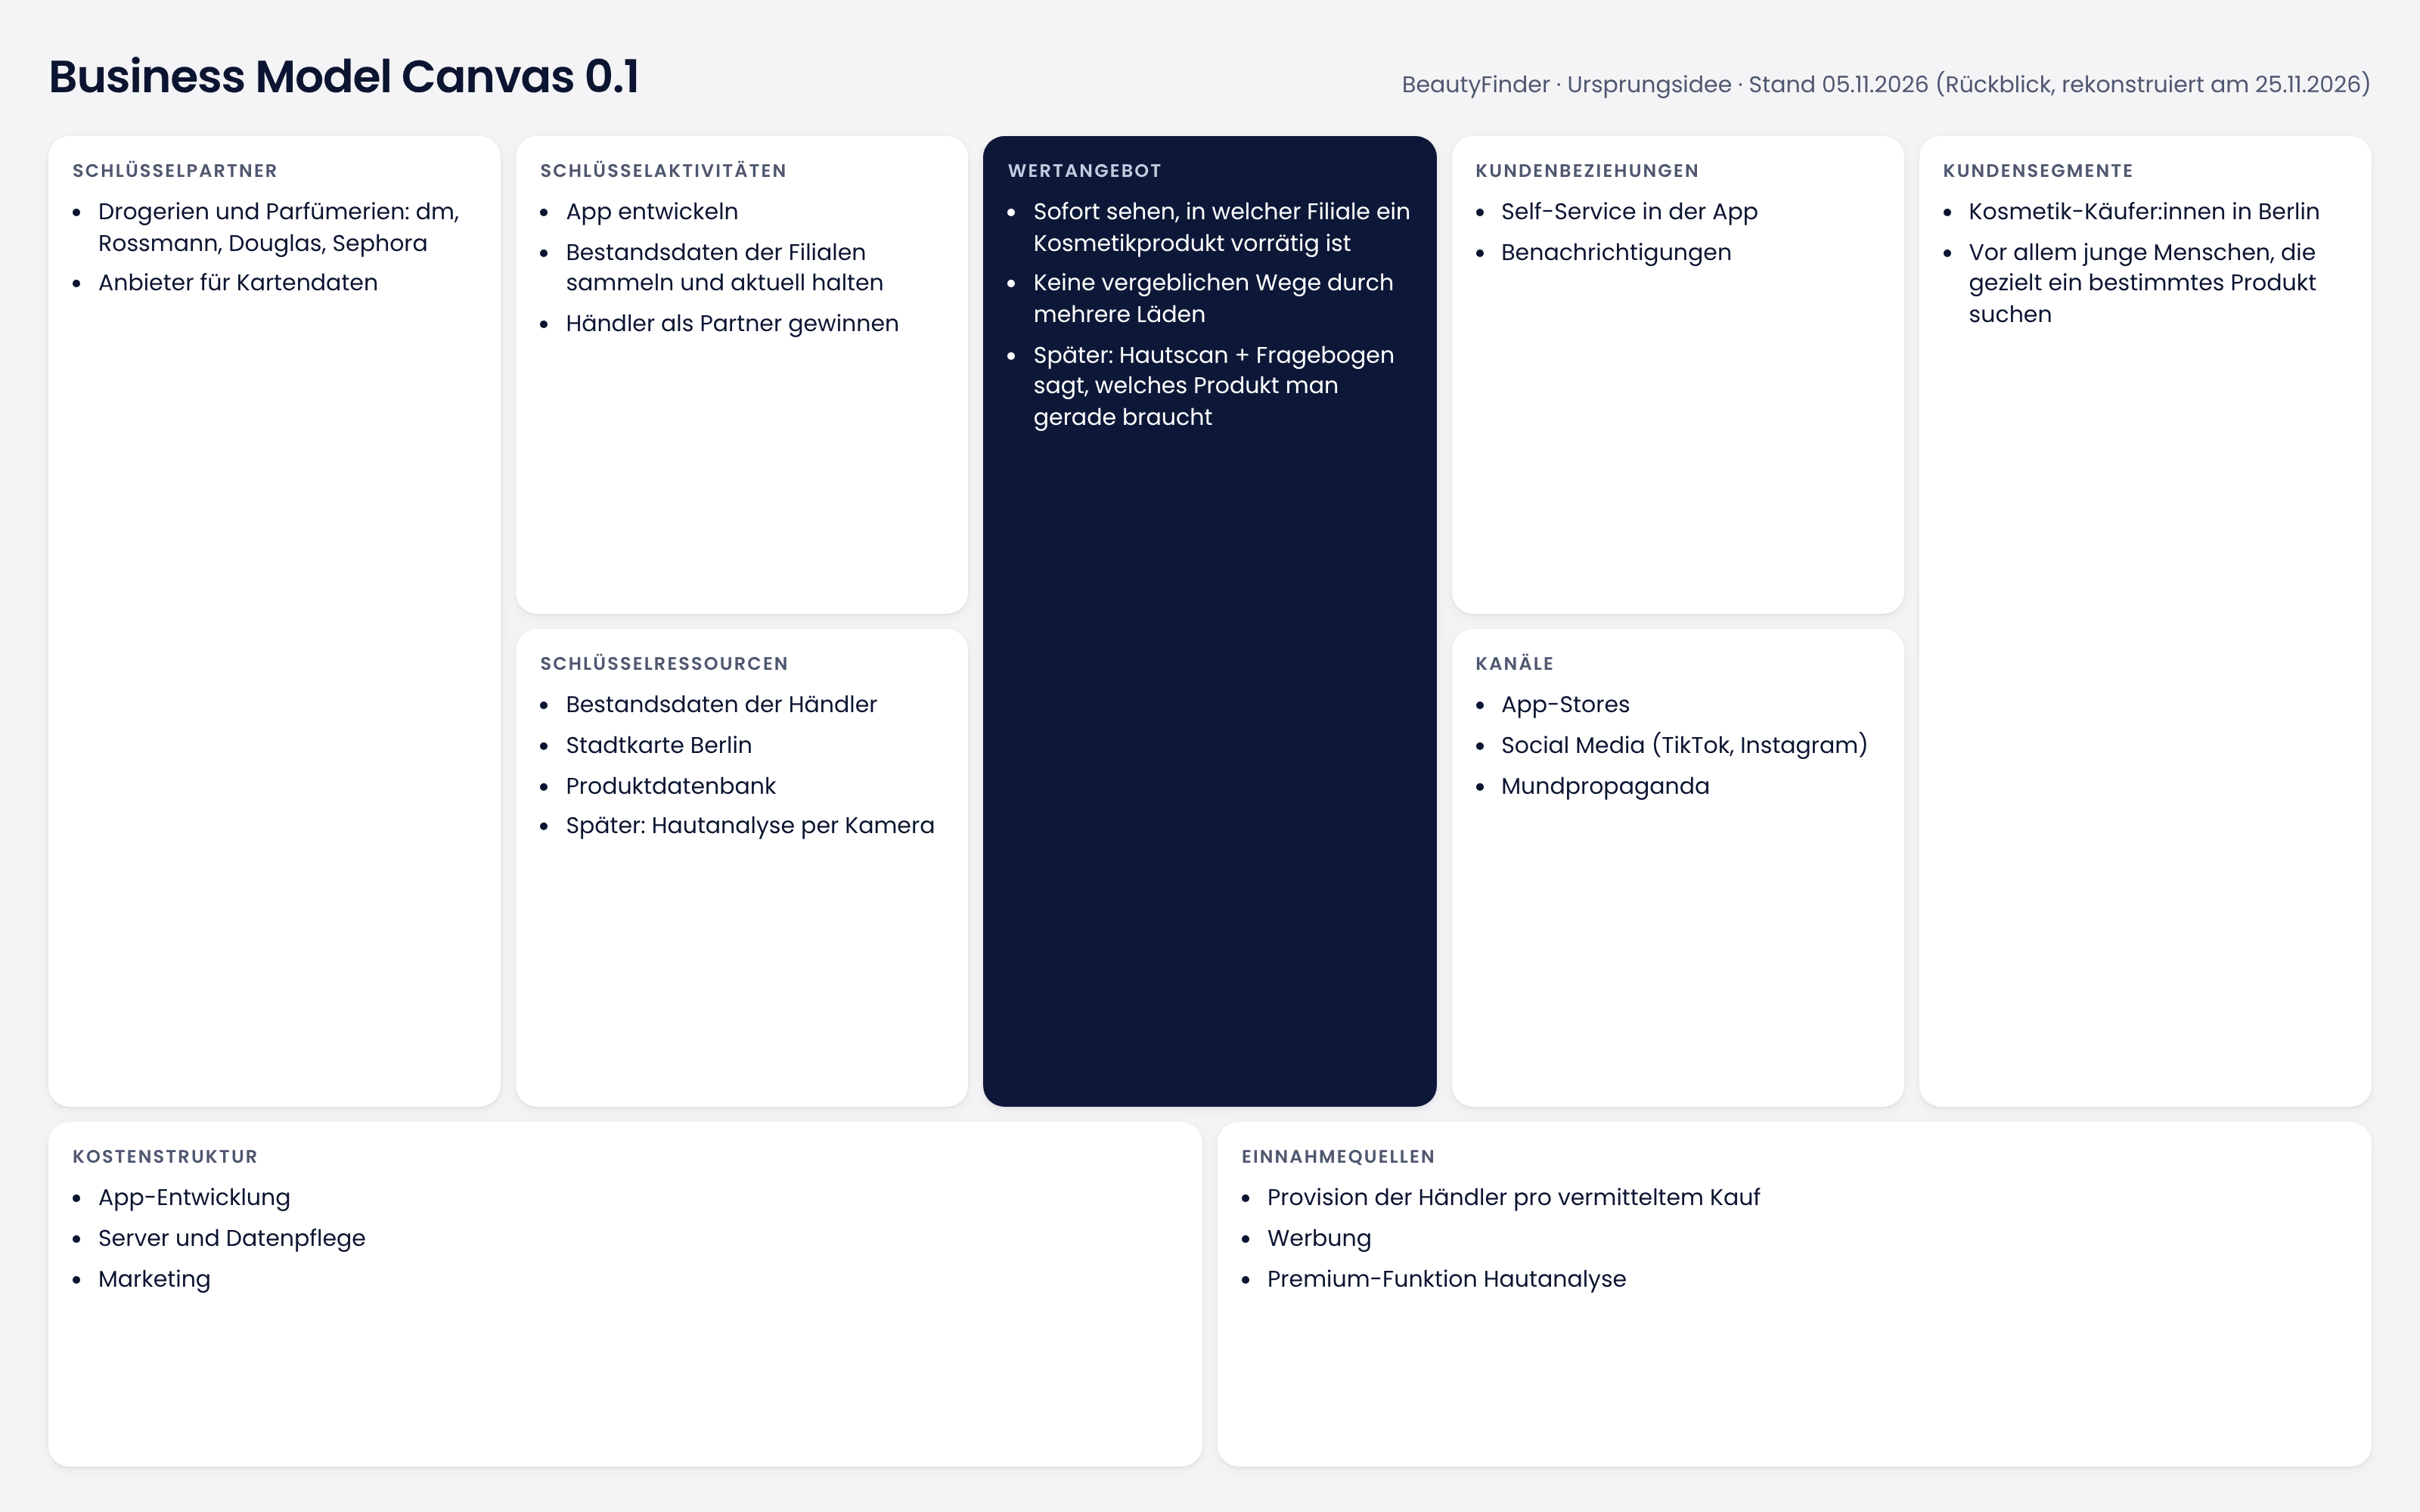 Business Model Canvas 0.1
BeautyFinder · Ursprungsidee · Stand 05.11.2026 (Rückblick, rekonstruiert am 25.11.2026)
SCHLÜSSELPARTNER
• Drogerien und Parfümerien: dm,
Rossmann, Douglas, Sephora
• Anbieter für Kartendaten
SCHLÜSSELAKTIVITÄTEN
• App entwickeln
• Bestandsdaten der Filialen
sammeln und aktuell halten
• Händler als Partner gewinnen
SCHLÜSSELRESSOURCEN
• Bestandsdaten der Händler
• Stadtkarte Berlin
• Produktdatenbank
• Später: Hautanalyse per Kamera
WERTANGEBOT
• Sofort sehen, in welcher Filiale ein
Kosmetikprodukt vorrätig ist
• Keine vergeblichen Wege durch
mehrere Läden
• Später: Hautscan + Fragebogen
sagt, welches Produkt man
gerade braucht
KUNDENBEZIEHUNGEN
• Self-Service in der App
• Benachrichtigungen
KANÄLE
• App-Stores
• Social Media (TikTok, Instagram)
• Mundpropaganda
KUNDENSEGMENTE
• Kosmetik-Käufer:innen in Berlin
• Vor allem junge Menschen, die
gezielt ein bestimmtes Produkt
suchen
KOSTENSTRUKTUR
• App-Entwicklung
• Server und Datenpflege
• Marketing
EINNAHMEQUELLEN
• Provision der Händler pro vermitteltem Kauf
• Werbung
• Premium-Funktion Hautanalyse